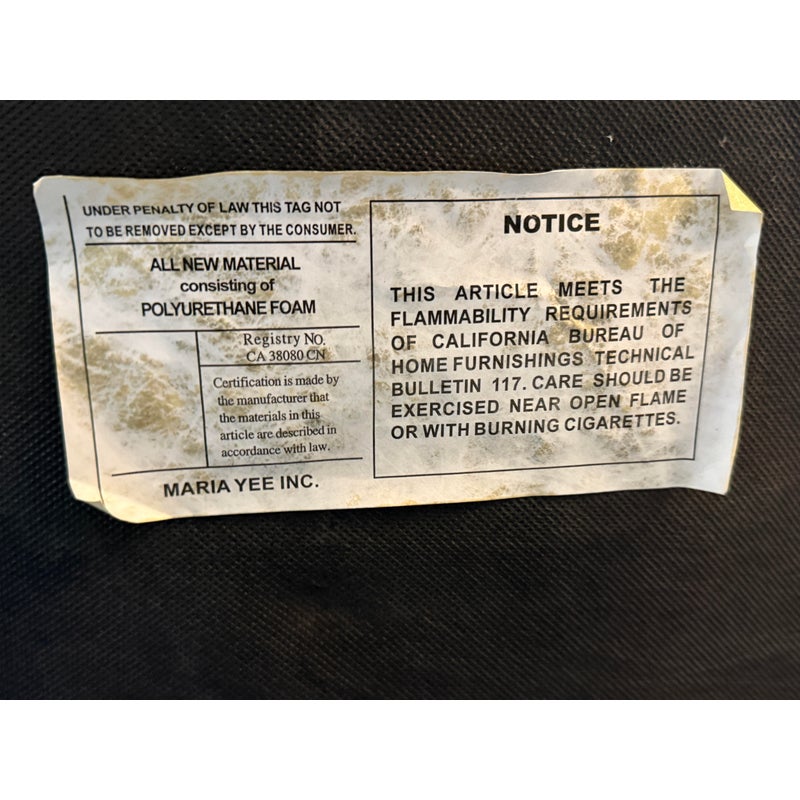 UNDER PENALTY OF LAW THIS TAG NOT
TO BE REMOVED EXCEPT BY THE CONSUMER.
ALL NEW MATERIAL
consisting of
POLYURETHANE FOAM
Registry NO.
CA 38080 CN
Certification is made by
the manufacturer that
the materials in this
article are described in
accordance with law.
MARIA YEE INC.
NOTICE
THIS ARTICLE MEETS THE
FLAMMABILITY REQUIREMENTS
OF CALIFORNIA BUREAU OF
HOME FURNISHINGS TECHNICAL
BULLETIN 117. CARE SHOULD BE
EXERCISED NEAR OPEN FLAME
OR WITH BURNING CIGARETTES.